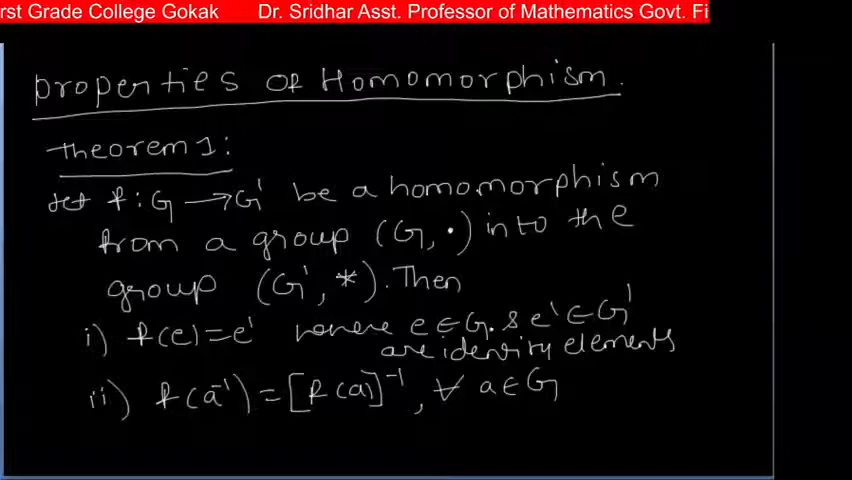 rst Grade College Gokak Dr. Sridhar Asst. Professor of Mathematics Govt. Fi
Properties of Homomorphism.
Theorem 1:
Let f : G → G' be a homomorphism
from a group (G, ·) into the
group (G', *). Then
i) f(e) = e' where e ∈ G. & e' ∈ G'
are identity elements
ii) f(a⁻¹) = [f(a)]⁻¹, ∀ a ∈ G